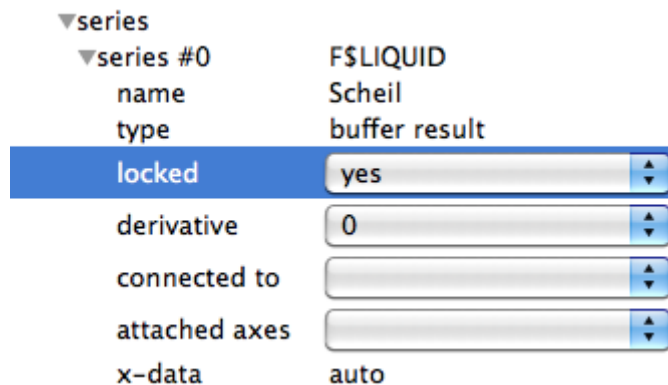 series
series #0 F$LIQUID
name Scheil
type buffer result
locked yes
derivative 0
connected to
attached axes
x-data auto